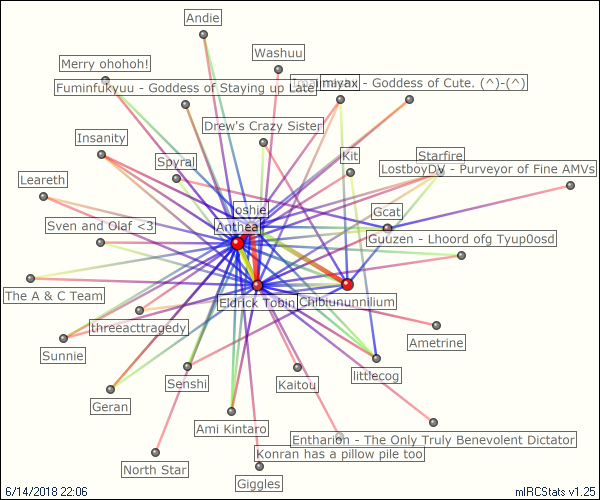 Andie
Washuu
Merry ohohoh!
Fuminfukyuu - Goddess of Staying up Late
miyax - Goddess of Cute. (^)-(^)
Drew's Crazy Sister
Insanity
Spyral
Kit
Starfire
LostboyDV - Purveyor of Fine AMVs
Leareth
oshie
Gcat
Sven and Olaf <3
Anthea
Guuzen - Lhoord ofg Tyup0osd
The A & C Team
Eldrick Tobin
Chibiununnilium
threeacttragedy
Sunnie
Ametrine
Senshi
Kaitou
littlecog
Geran
Ami Kintaro
Entharion - The Only Truly Benevolent Dictator
Konran has a pillow pile too
North Star
Giggles
6/14/2018 22:06
mIRCStats v1.25